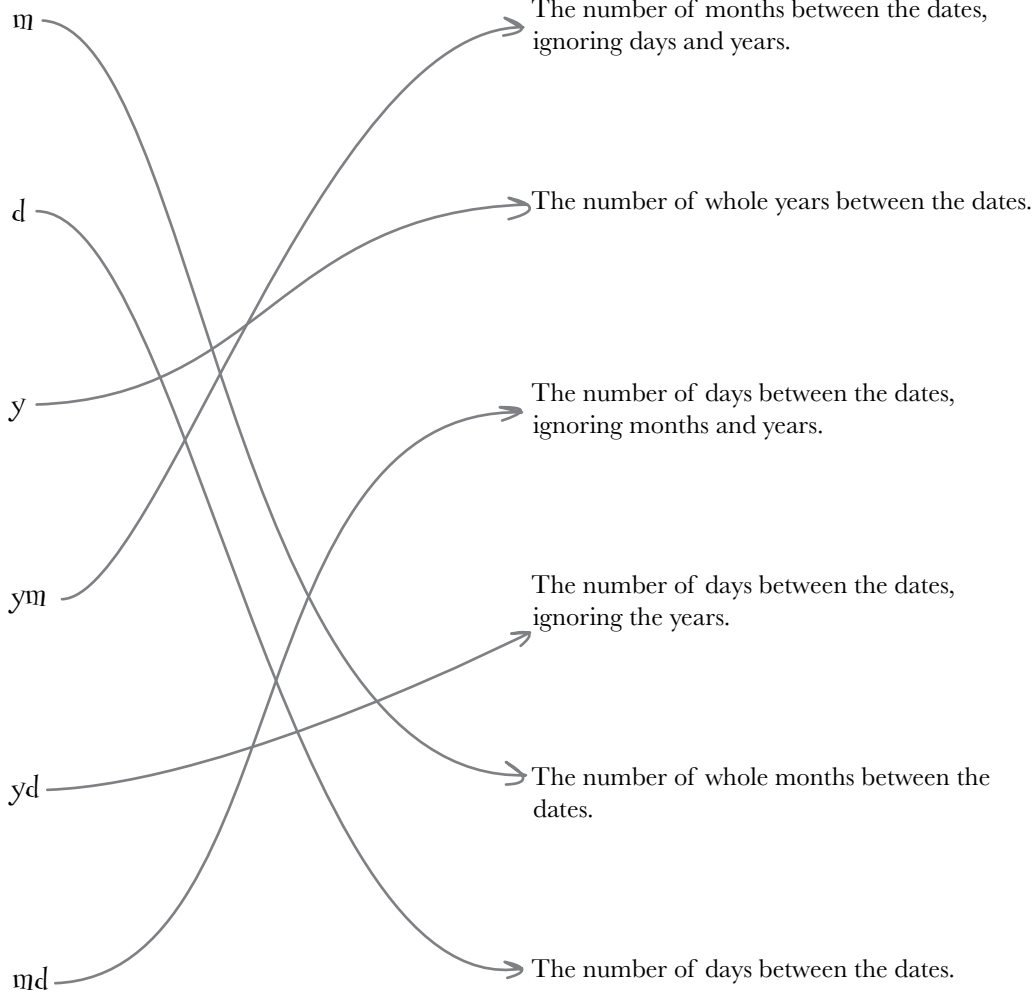 m
The number of months between the dates,
ignoring days and years.
d
The number of whole years between the dates.
y
The number of days between the dates,
ignoring months and years.
ym
The number of days between the dates,
ignoring the years.
yd
The number of whole months between the
dates.
md
The number of days between the dates.